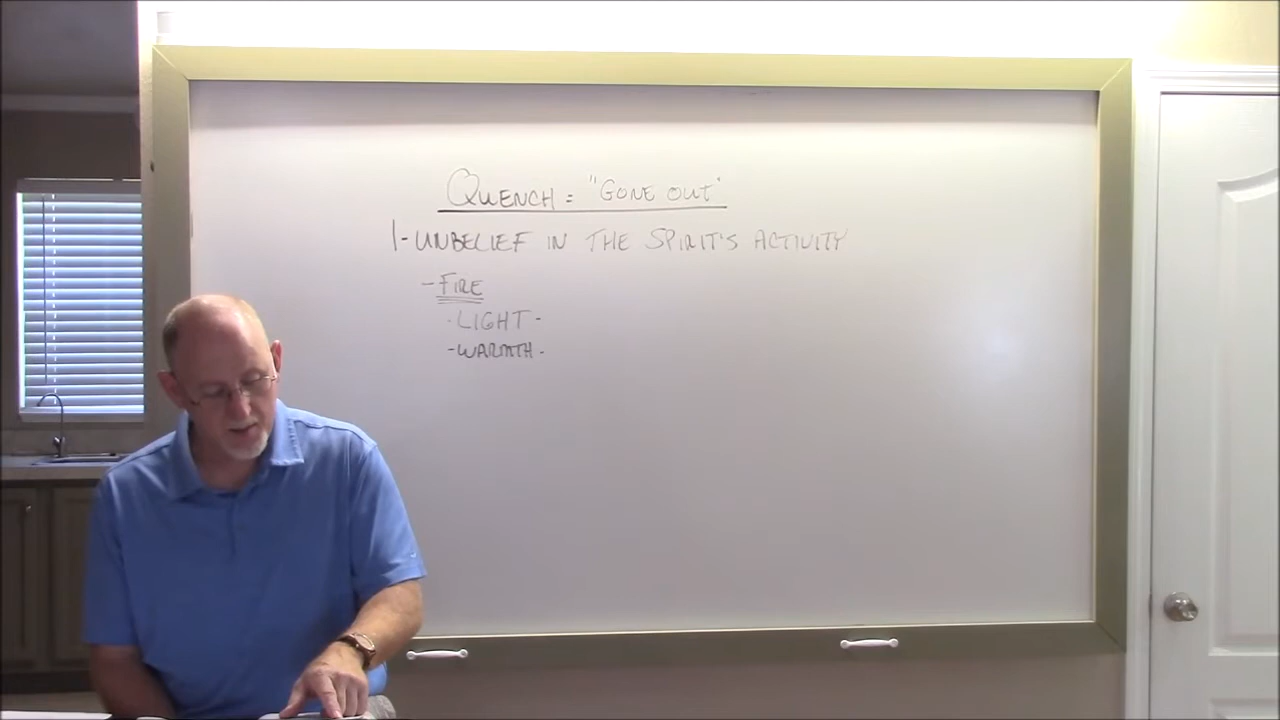 QUENCH = "GONE OUT"
1-UNBELIEF IN THE SPIRIT'S ACTIVITY
-FIRE
-LIGHT-
-WARMTH-